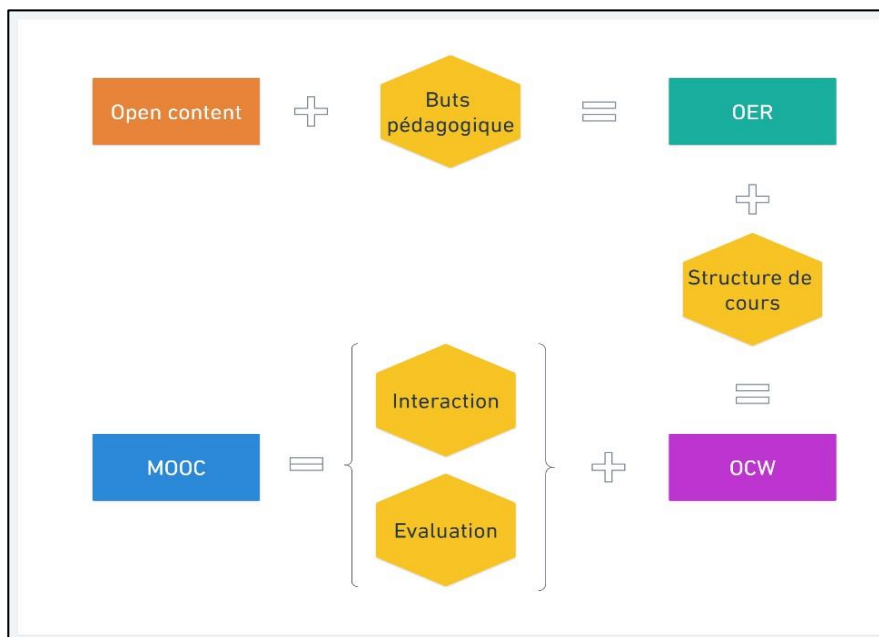 Open content
Buts
pédagogique
OER
Structure de
cours
Interaction
MOOC
OCW
Evaluation